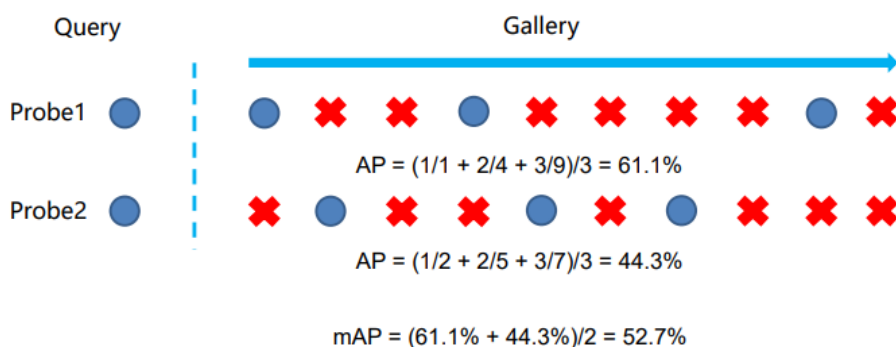 Query
Gallery
Probe1
AP = (1/1 + 2/4 + 3/9)/3 = 61.1%
Probe2
AP = (1/2 + 2/5 + 3/7)/3 = 44.3%
mAP = (61.1% + 44.3%)/2 = 52.7%